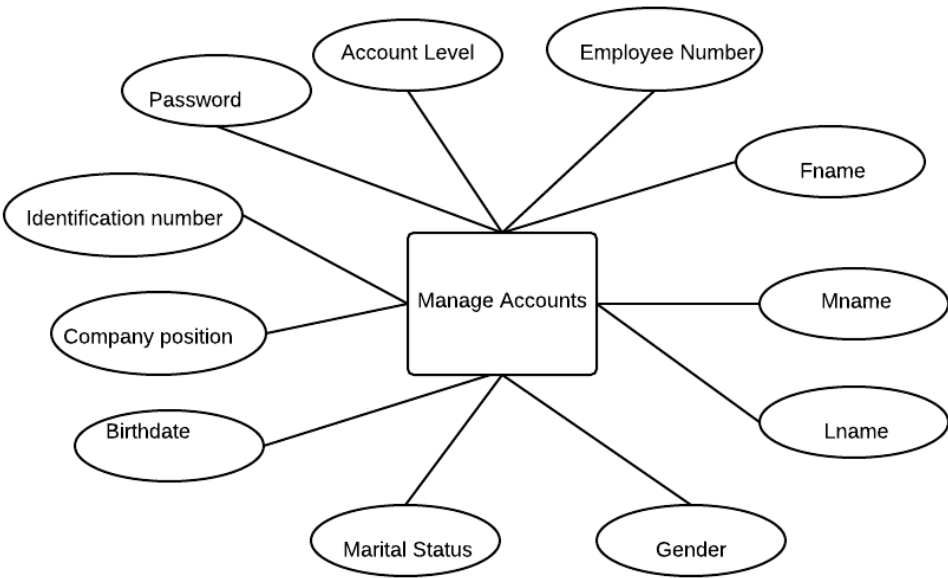 Account Level
Employee Number
Password
Fname
Identification number
Manage Accounts
Mname
Company position
Birthdate
Lname
Marital Status
Gender